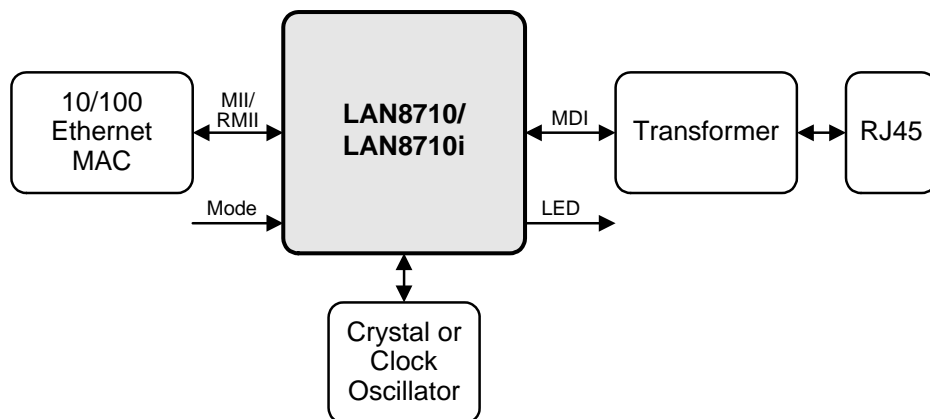 10/100
Ethernet
MAC
MII/
RMII
LAN8710/
LAN8710i
MDI
Transformer
RJ45
Mode
LED
Crystal or
Clock
Oscillator